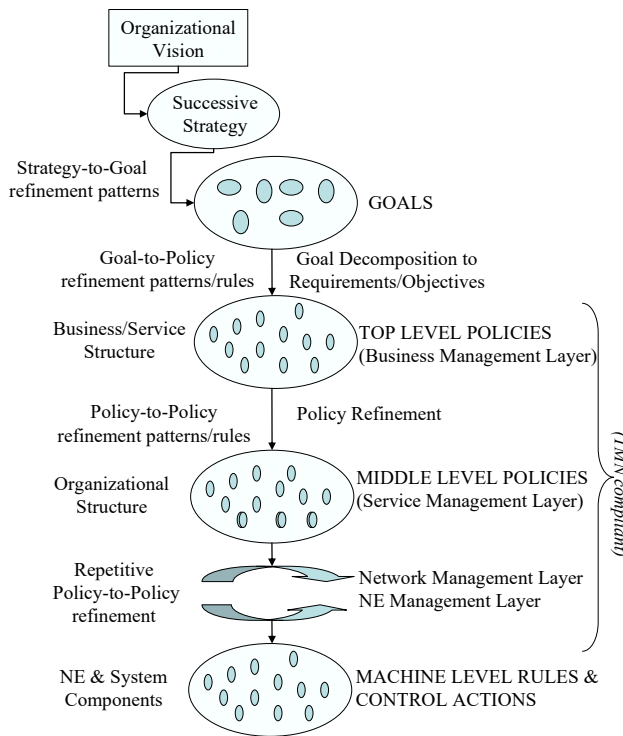 Organizational
Vision
Successive
Strategy
Strategy-to-Goal
refinement patterns
GOALS
Goal-to-Policy
refinement patterns/rules
Goal Decomposition to
Requirements/Objectives
Business/Service
Structure
TOP LEVEL POLICIES
(Business Management Layer)
Policy-to-Policy
refinement patterns/rules
Policy Refinement
Organizational
Structure
MIDDLE LEVEL POLICIES
(Service Management Layer)
(TMN compliant)
Repetitive
Policy-to-Policy
refinement
Network Management Layer
NE Management Layer
NE & System
Components
MACHINE LEVEL RULES &
CONTROL ACTIONS